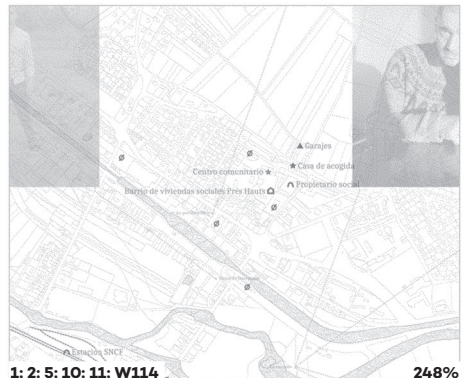 Garajes
Casa de acogida
Centro comunitario
Propietario social
Barrio de viviendas sociales Prés Hauts
Estación SNCF
1: 2: 5: 10: 11: W114
248%